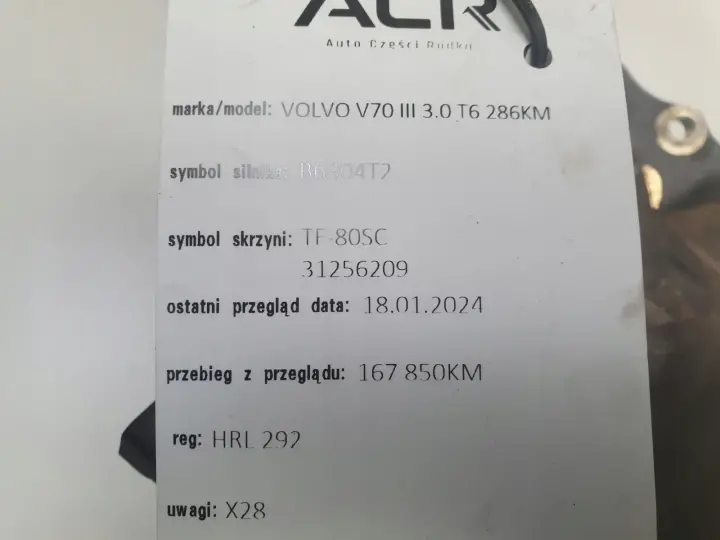 ACR
Auto Części Rudka
marka/model: VOLVO V70 III 3.0 T6 286KM
symbol silnika: B6304T2
symbol skrzyni: TF-80SC
31256209
ostatni przegląd data: 18.01.2024
przebieg z przeglądu: 167 850KM
reg: HRL 292
uwagi: X28